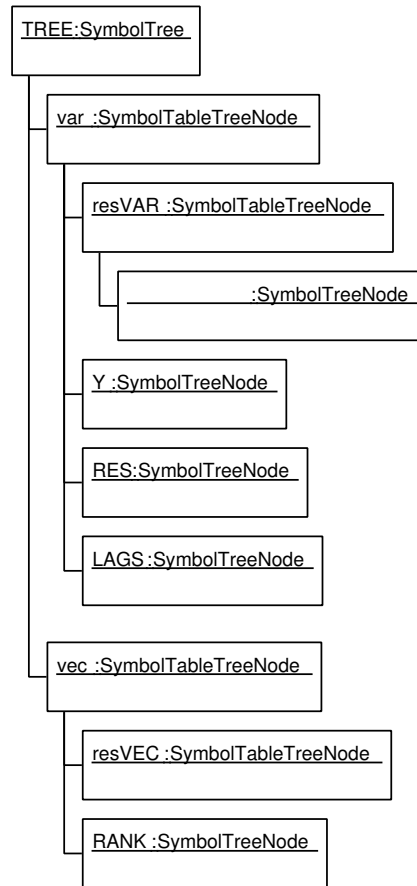 TREE:SymbolTree
var :SymbolTableTreeNode
resVAR :SymbolTableTreeNode
:SymbolTreeNode
Y :SymbolTreeNode
RES:SymbolTreeNode
LAGS :SymbolTreeNode
vec :SymbolTableTreeNode
resVEC :SymbolTableTreeNode
RANK :SymbolTreeNode